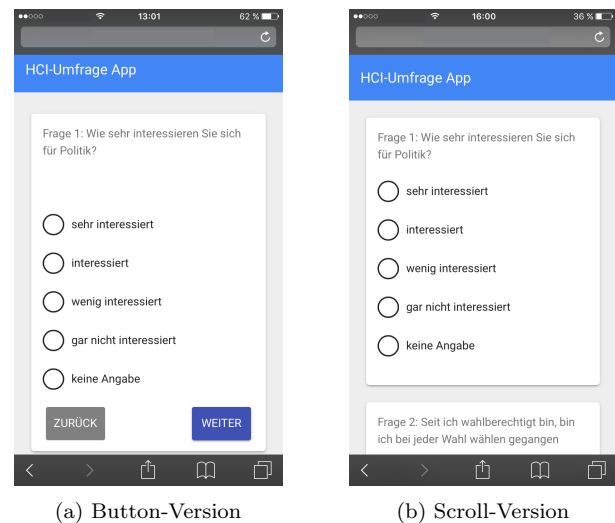 13:01
62 %
HCI-Umfrage App
Frage 1: Wie sehr interessieren Sie sich
für Politik?
sehr interessiert
interessiert
wenig interessiert
gar nicht interessiert
keine Angabe
ZURÜCK
WEITER
(a) Button-Version
16:00
36 %
HCI-Umfrage App
Frage 1: Wie sehr interessieren Sie sich
für Politik?
sehr interessiert
interessiert
wenig interessiert
gar nicht interessiert
keine Angabe
Frage 2: Seit ich wahlberechtigt bin, bin
ich bei jeder Wahl wählen gegangen
(b) Scroll-Version